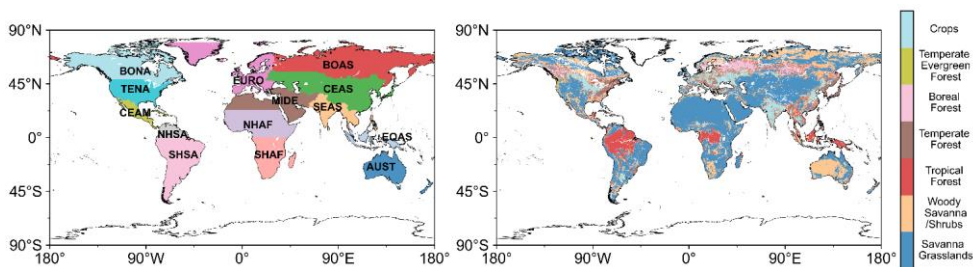 90°N
45°N
0°
45°S
90°S
180°
90°W
0°
90°E
180°
BONA
TENA
CEAM
NHSA
SHSA
EURO
BOAS
CEAS
MIDE
SEAS
NHAF
SHAF
EQAS
AUST
90°N
45°N
0°
45°S
90°S
180°
90°W
0°
90°E
180°
Crops
Temperate
Evergreen
Forest
Boreal
Forest
Temperate
Forest
Tropical
Forest
Woody
Savanna
/Shrubs
Savanna
Grasslands